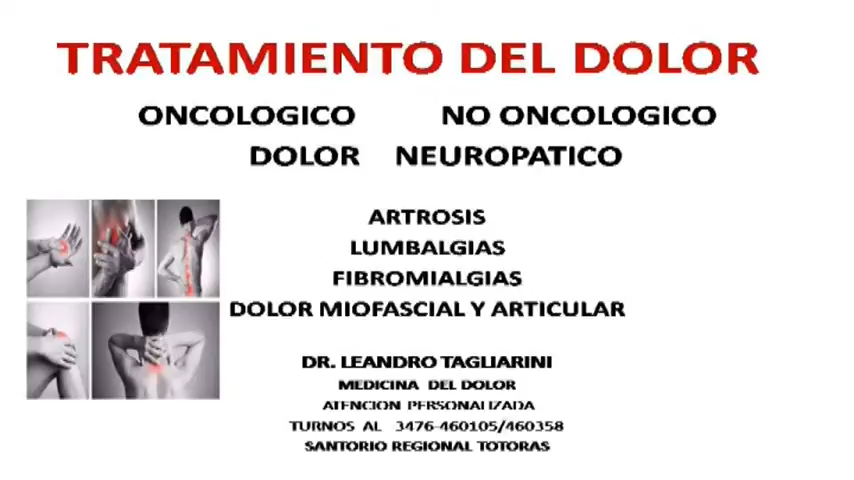 TRATAMIENTO DEL DOLOR
ONCOLOGICO NO ONCOLOGICO
DOLOR NEUROPATICO
ARTROSIS
LUMBALGIAS
FIBROMIALGIAS
DOLOR MIOFASCIAL Y ARTICULAR
DR. LEANDRO TAGLIARINI
MEDICINA DEL DOLOR
ATENCION PERSONALIZADA
TURNOS AL 3476-460105/460358
SANTORIO REGIONAL TOTORAS